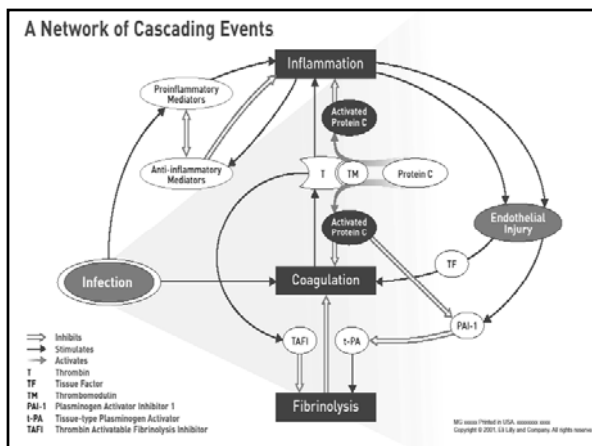 A Network of Cascading Events
Inflammation
Proinflammatory
Mediators
Activated
Protein C
Anti-inflammatory
Mediators
T
TM
Protein C
Activated
Protein C
Endothelial
Injury
Infection
Coagulation
TF
PAI-1
TAFI
t-PA
Fibrinolysis
Inhibits
Stimulates
Activates
T Thrombin
TF Tissue Factor
TM Thrombomodulin
PAI-1 Plasminogen Activator Inhibitor 1
t-PA Tissue-type Plasminogen Activator
TAFI Thrombin Activatable Fibrinolysis Inhibitor
Printed in USA.
Copyright © 2001, Eli Lilly and Company. All rights reserved.